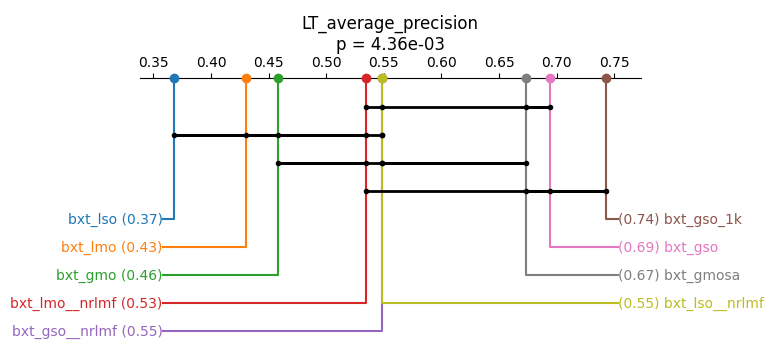 LT_average_precision
p = 4.36e-03
0.35 0.40 0.45 0.50 0.55 0.60 0.65 0.70 0.75
bxt_lso (0.37) (0.74) bxt_gso_1k
bxt_lmo (0.43) (0.69) bxt_gso
bxt_gmo (0.46) (0.67) bxt_gmosa
bxt_lmo__nrlmf (0.53) (0.55) bxt_lso__nrlmf
bxt_gso__nrlmf (0.55)